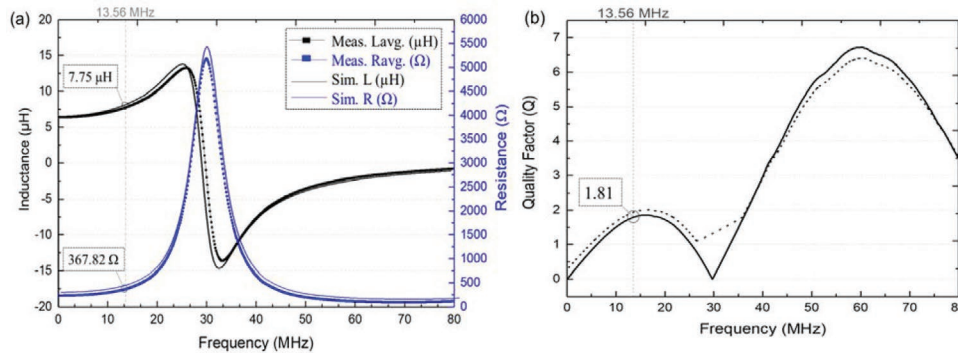 (a)
13.56 MHz
Inductance (µH)
20
15
10
5
0
-5
-10
-15
-20
7.75 µH
367.82 Ω
Meas. Lavg. (µH)
Meas. Ravg. (Ω)
Sim. L (µH)
Sim. R (Ω)
6000
5500
5000
4500
4000
3500
3000
2500
2000
1500
1000
500
0
Resistance (Ω)
0 10 20 30 40 50 60 70 80
Frequency (MHz)
(b)
13.56 MHz
Quality Factor (Q)
7
6
5
4
3
2
1
0
1.81
0 10 20 30 40 50 60 70 80
Frequency (MHz)